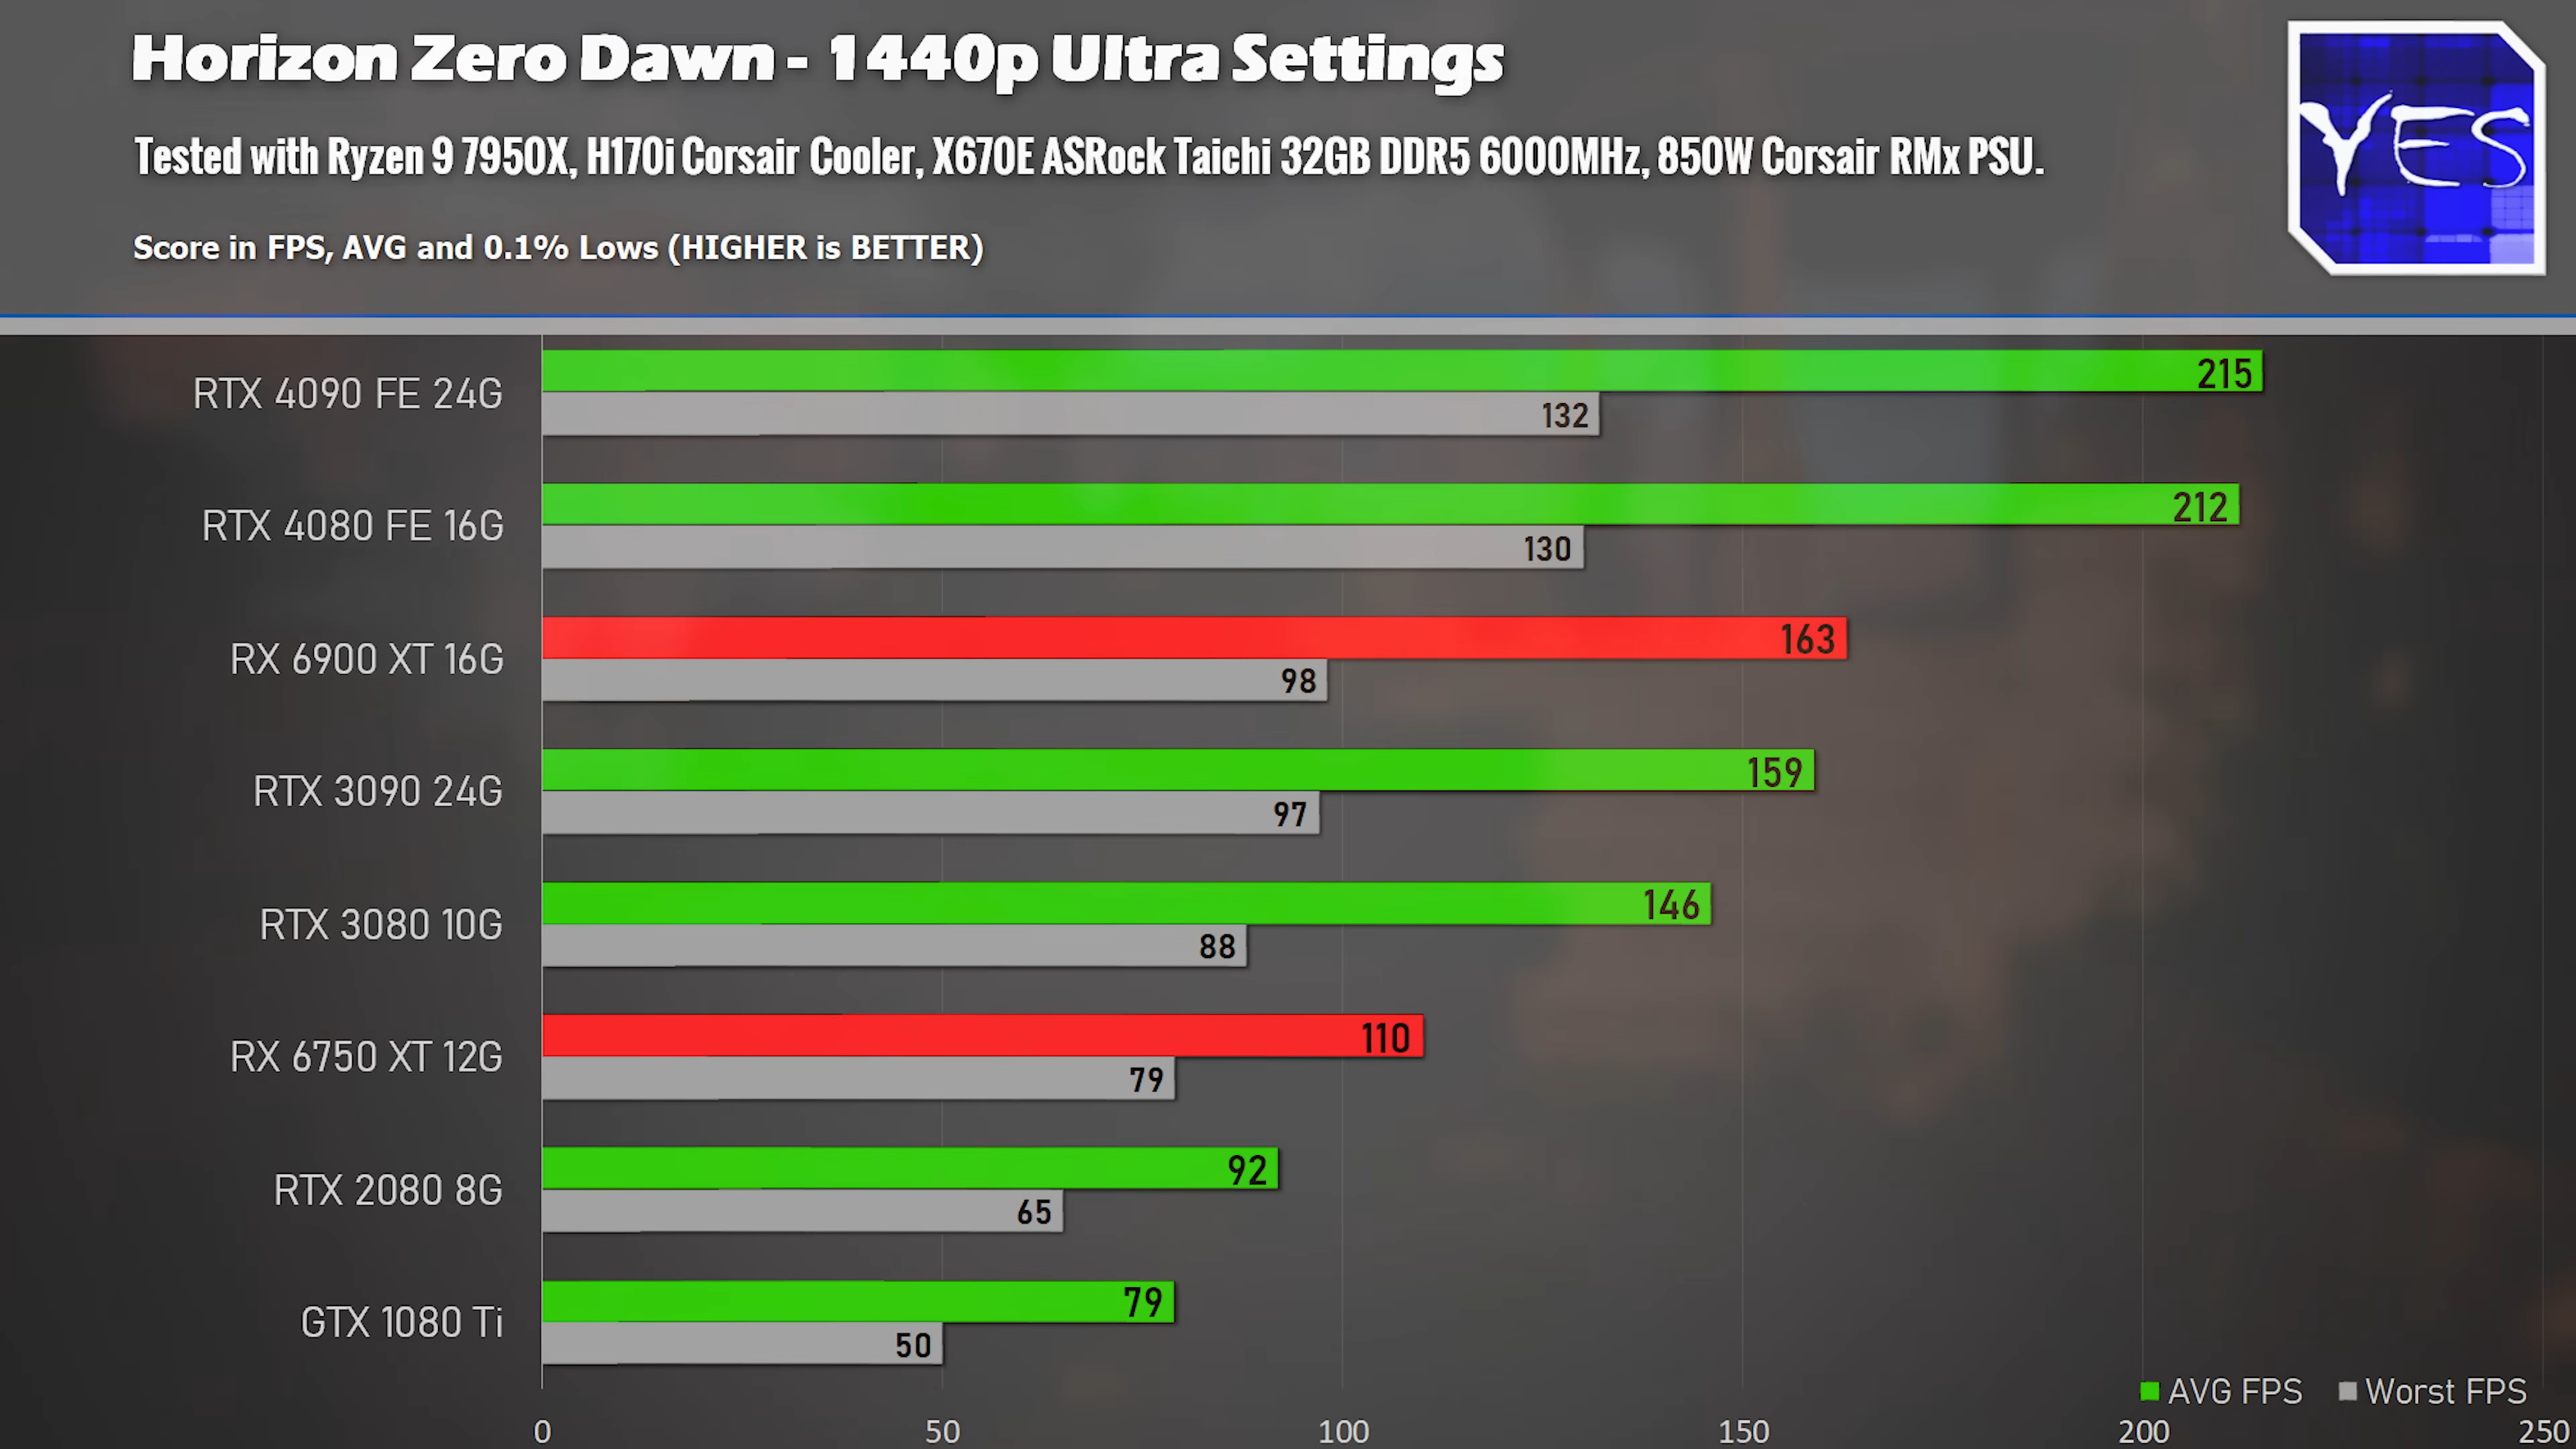 Horizon Zero Dawn - 1440p Ultra Settings
Tested with Ryzen 9 7950X, H170i Corsair Cooler, X670E ASRock Taichi 32GB DDR5 6000MHz, 850W Corsair RMx PSU.
YES
Score in FPS, AVG and 0.1% Lows (HIGHER is BETTER)
RTX 4090 FE 24G
215
132
RTX 4080 FE 16G
212
130
RX 6900 XT 16G
163
98
RTX 3090 24G
159
97
RTX 3080 10G
146
88
RX 6750 XT 12G
110
79
RTX 2080 8G
92
65
GTX 1080 Ti
79
50
AVG FPS Worst FPS
0 50 100 150 200 250